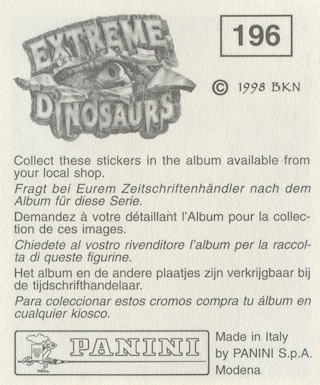 EXTREME
DINOSAURS
196
© 1998 BKN
Collect these stickers in the album available from
your local shop.
Fragt bei Eurem Zeitschriftenhändler nach dem
Album für diese Serie.
Demandez à votre détaillant l'Album pour la collec-
tion de ces images.
Chiedete al vostro rivenditore l'album per la raccol-
ta di queste figurine.
Het album en de andere plaatjes zijn verkrijgbaar bij
de tijdschrifthandelaar.
Para coleccionar estos cromos compra tu álbum en
cualquier kiosco.
PANINI
Made in Italy
by PANINI S.p.A.
Modena